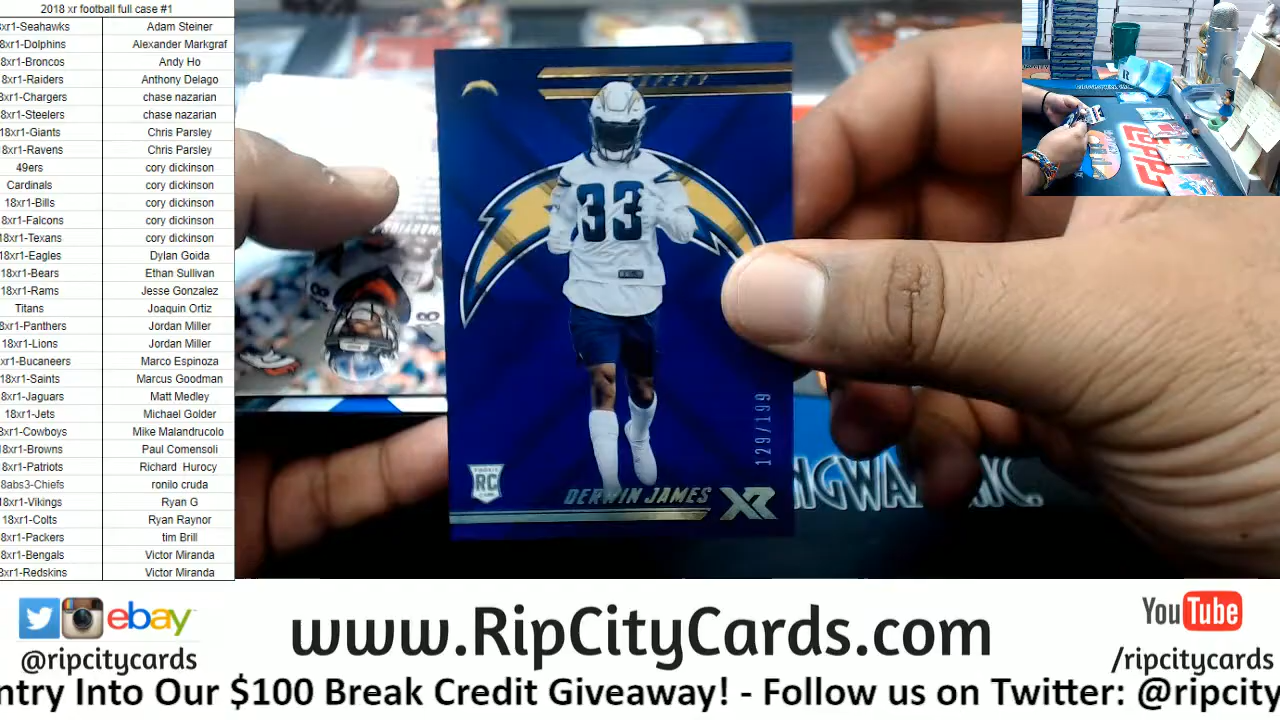 2018 xr football full case #1
xr1-Seahawks Adam Steiner
8xr1-Dolphins Alexander Markgraf
8xr1-Broncos Andy Ho
8xr1-Raiders Anthony Delago
8xr1-Chargers chase nazarian
8xr1-Steelers chase nazarian
18xr1-Giants Chris Parsley
8xr1-Ravens Chris Parsley
49ers cory dickinson
Cardinals cory dickinson
18xr1-Bills cory dickinson
8xr1-Falcons cory dickinson
18xr1-Texans cory dickinson
18xr1-Eagles Dylan Goida
18xr1-Bears Ethan Sullivan
18xr1-Rams Jesse Gonzalez
Titans Joaquin Ortiz
8xr1-Panthers Jordan Miller
18xr1-Lions Jordan Miller
xr1-Bucaneers Marco Espinoza
18xr1-Saints Marcus Goodman
8xr1-Jaguars Matt Medley
18xr1-Jets Michael Golder
8xr1-Cowboys Mike Malandrucolo
18xr1-Browns Paul Comensoli
8xr1-Patriots Richard Hurocy
8abs3-Chiefs ronilo cruda
18xr1-Vikings Ryan G
18xr1-Colts Ryan Raynor
8xr1-Packers tim Brill
8xr1-Bengals Victor Miranda
8xr1-Redskins Victor Miranda
SAFETY
33
129/199
RC
DERWIN JAMES XR
ebay
@ripcitycards
www.RipCityCards.com
YouTube
/ripcitycards
ntry Into Our $100 Break Credit Giveaway! - Follow us on Twitter: @ripcity